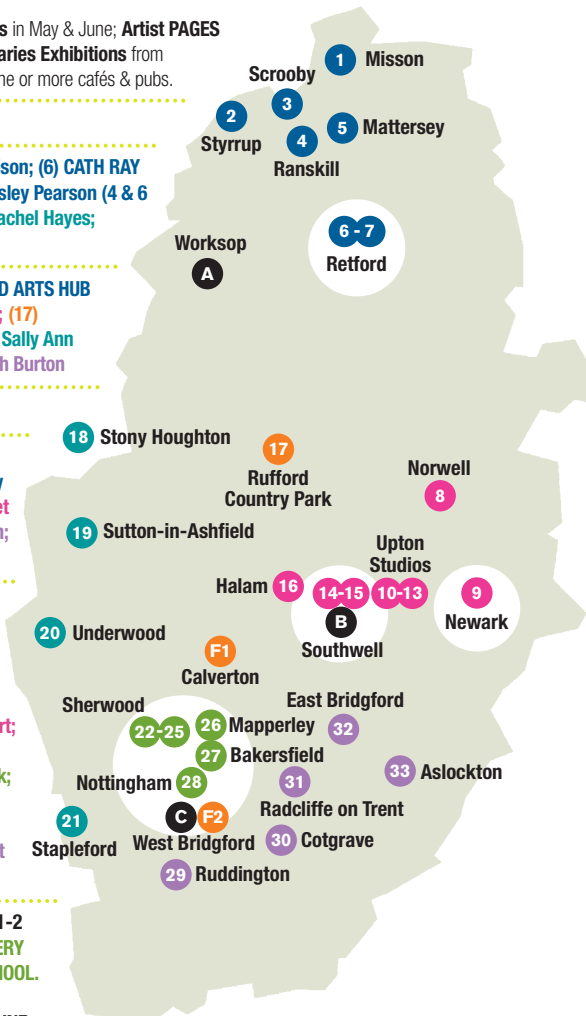 s in May & June; Artist PAGES
aries Exhibitions from
ne or more cafés & pubs.
son; (6) CATH RAY
sley Pearson (4 & 6
achel Hayes;
D ARTS HUB
; (17)
Sally Ann
h Burton
y
et
n;
rt;
k;
t
1-2
ERY
HOOL.
1 Misson
Scrooby
3
2
Styrrup
5 Mattersey
4
Ranskill
6 - 7
Retford
Worksop
A
18 Stony Houghton
17
Rufford
Country Park
Norwell
8
19 Sutton-in-Ashfield
Upton
Studios
Halam 16
14-15 10-13
9
Newark
B
Southwell
20 Underwood
F1
Calverton
East Bridgford
32
Sherwood
22-25
26 Mapperley
27 Bakersfield
33 Aslockton
Nottingham 28
31
Radcliffe on Trent
C F2
West Bridgford
21
Stapleford
30 Cotgrave
29 Ruddington